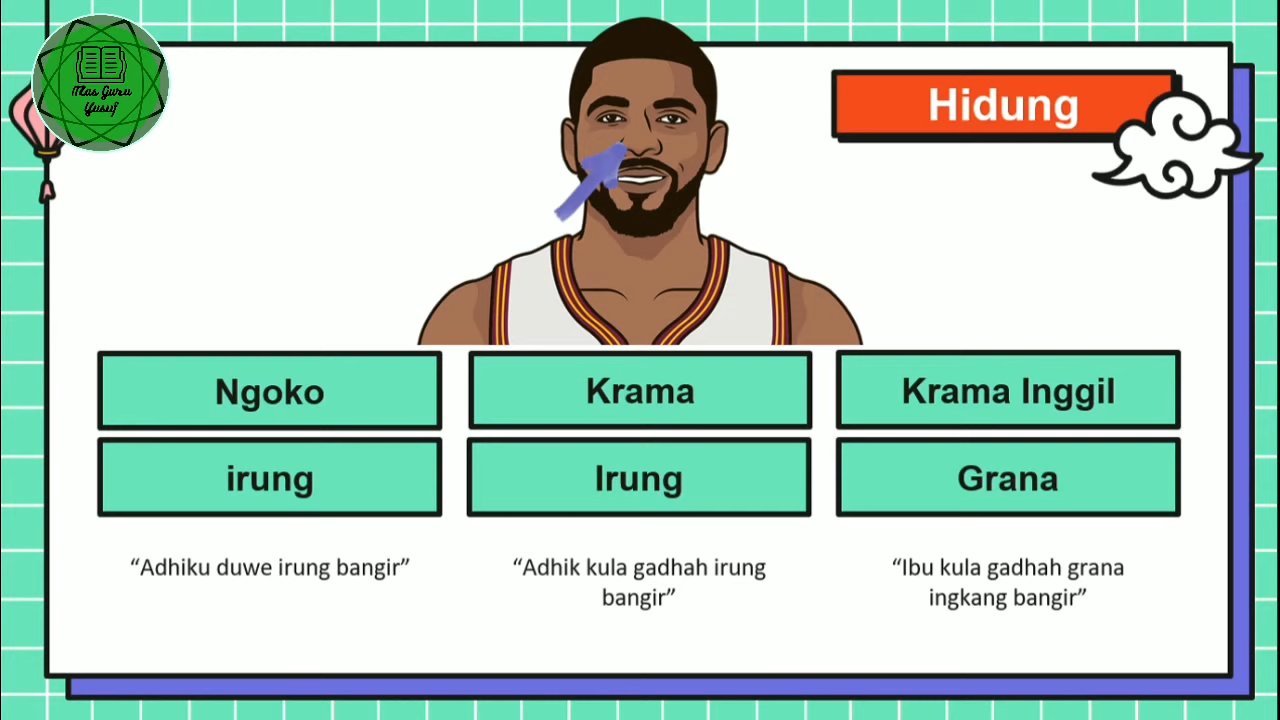 Mas Guru
Yusuf
Hidung
Ngoko
Krama
Krama Inggil
irung
Irung
Grana
“Adhiku duwe irung bangir”
“Adhik kula gadhah irung
bangir”
“Ibu kula gadhah grana
ingkang bangir”